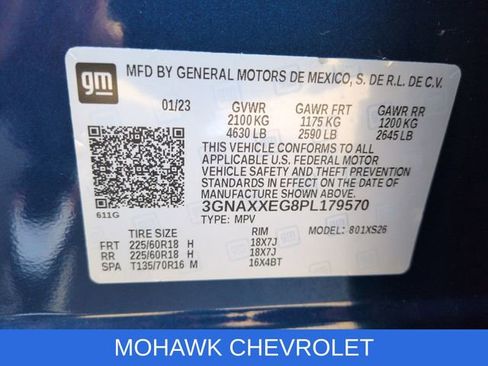 gm
MFD BY GENERAL MOTORS DE MEXICO, S. DE R.L. DE C.V.
01/23 GVWR GAWR FRT GAWR RR
2100 KG 1175 KG 1200 KG
4630 LB 2590 LB 2645 LB
THIS VEHICLE CONFORMS TO ALL
APPLICABLE U.S. FEDERAL MOTOR
VEHICLE SAFETY AND THEFT PREVENTION
STANDARDS IN EFFECT ON THE DATE OF
MANUFACTURE SHOWN ABOVE.
611G
3GNAXXEG8PL179570
TYPE: MPV MODEL: 801XS26
TIRE SIZE RIM
FRT 225/60R18 H 18X7J
RR 225/60R18 H 18X7J
SPA T135/70R16 M 16X4BT
MOHAWK CHEVROLET